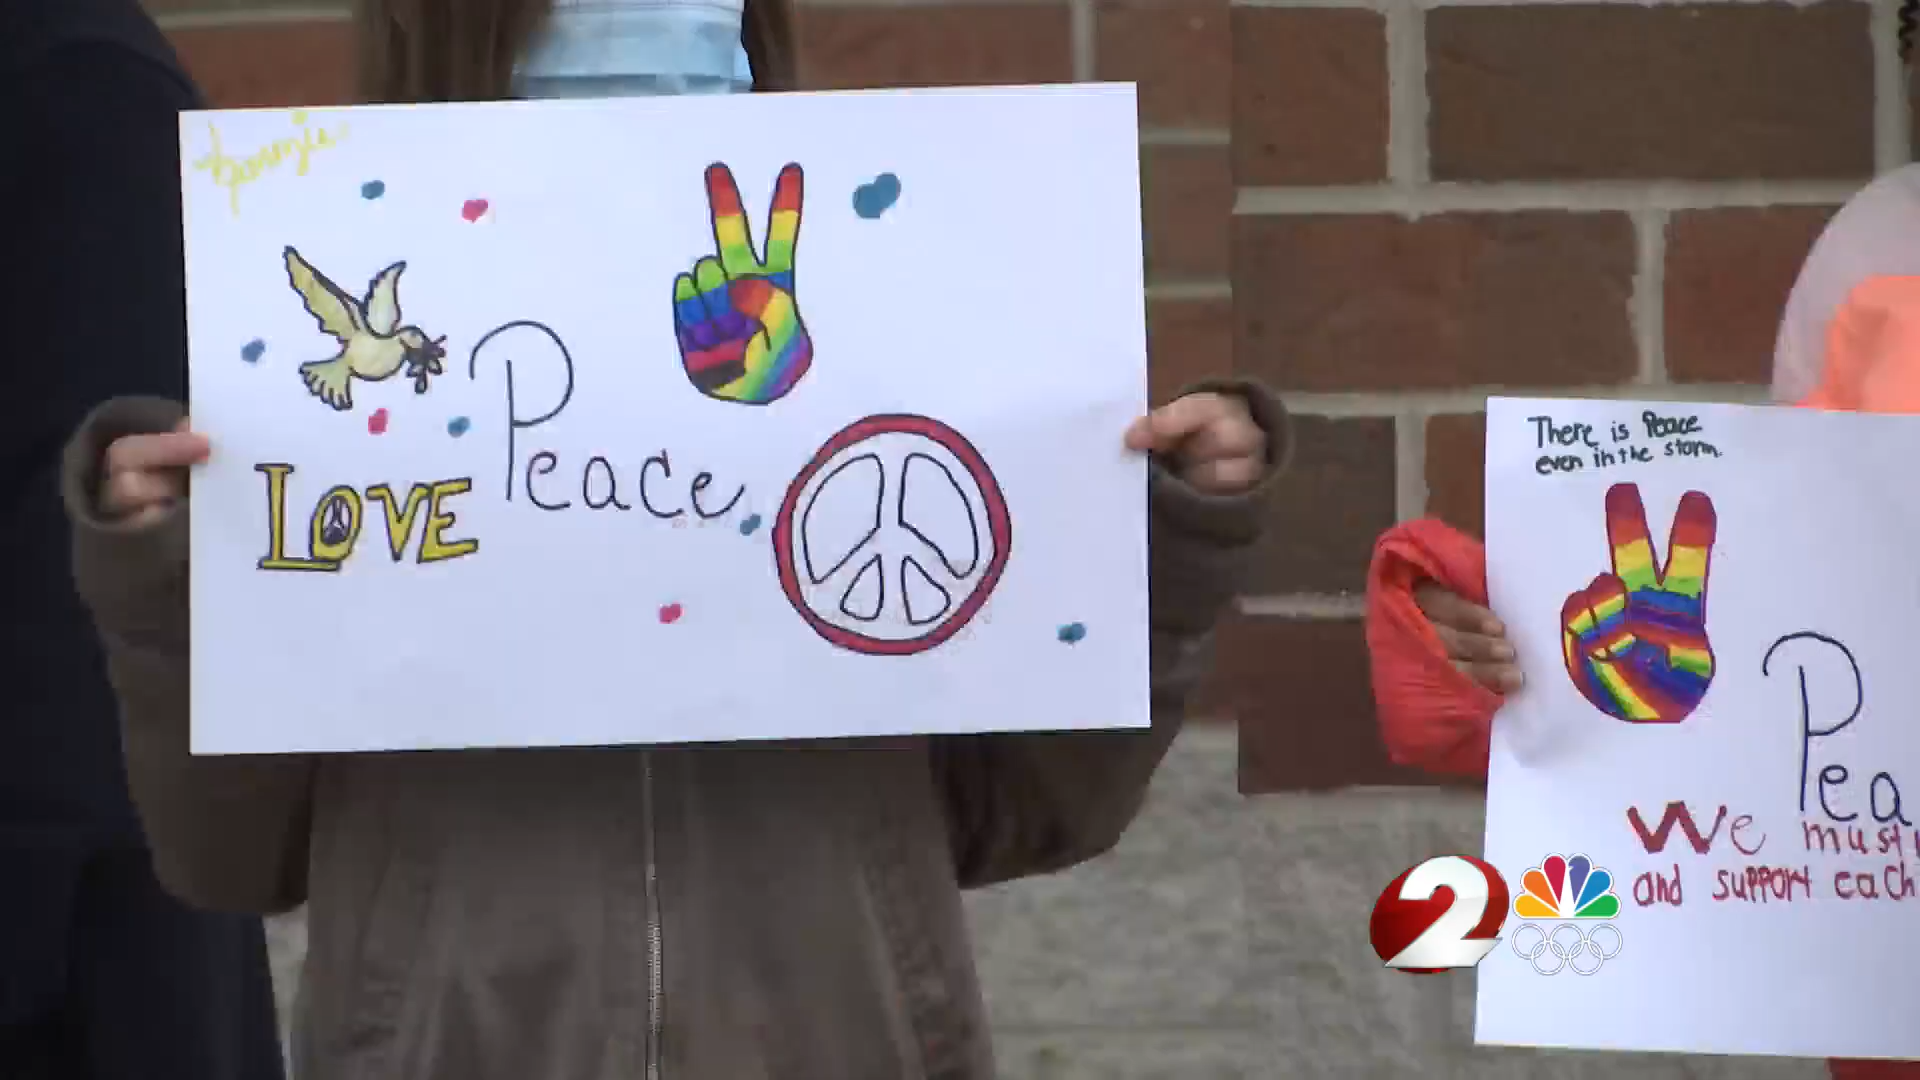 LOVE
Peace
There is Peace
even in the storm.
Pea
We must
and support each
2